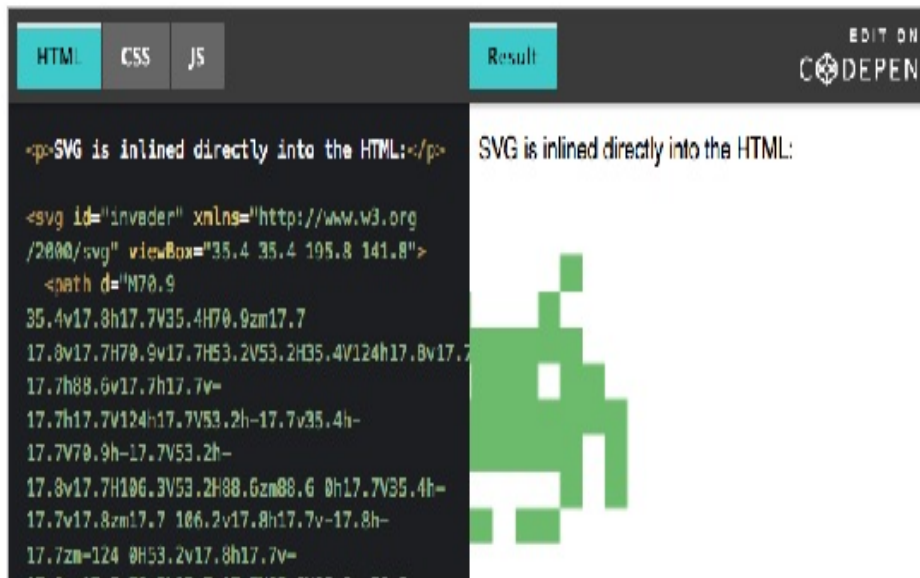 HTML CSS JS
Result
EDIT ON
CODEPEN
<p>SVG is inlined directly into the HTML:</p>
<svg id="invader" xmlns="http://www.w3.org
/2000/svg" viewBox="35.4 35.4 195.8 141.8">
<path d="M70.9
35.4v17.8h17.7V35.4H70.9zm17.7
17.8v17.7H70.9v17.7H53.2V53.2H35.4V124h17.8v17.7
17.7h88.6v17.7h17.7v-
17.7h17.7V124h17.7V53.2h-17.7v35.4h-
17.7V70.9h-17.7V53.2h-
17.8v17.7H106.3V53.2H88.6zm88.6 0h17.7V35.4h-
17.7v17.8zm17.7 106.2v17.8h17.7v-17.8h-
17.7zm-124 0H53.2v17.8h17.7v-
SVG is inlined directly into the HTML: